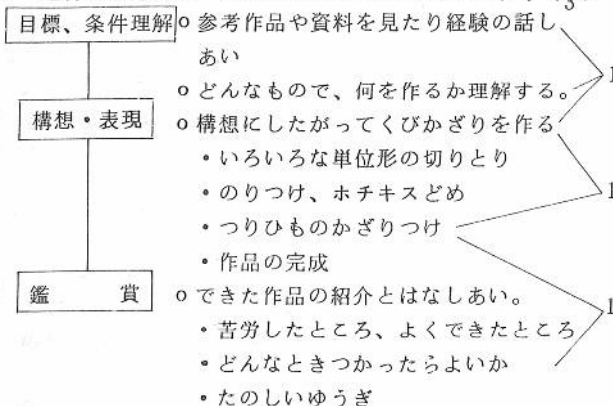 目標、条件理解
o 参考作品や資料を見たり経験の話し
あい
o どんなもので、何を作るか理解する。
1
構想・表現
o 構想にしたがってくびかざりを作る
・いろいろな単位形の切りとり
・のりつけ、ホチキスどめ
1
・つりひものかざりつけ
・作品の完成
鑑　　賞
o できた作品の紹介とはなしあい。
1
・苦労したところ、よくできたところ
・どんなときつかったらよいか
・たのしいゆうぎ